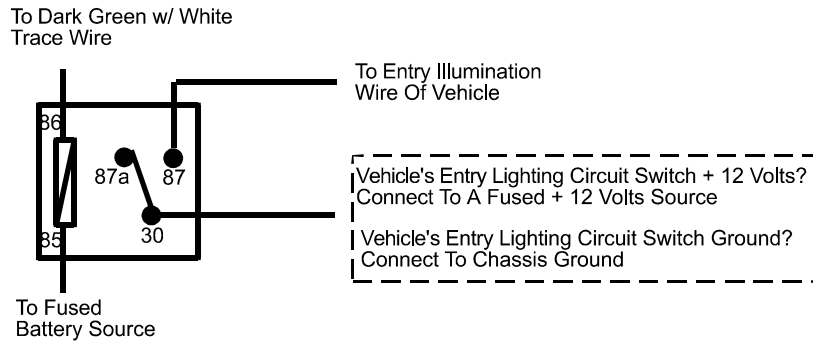 To Dark Green w/ White
Trace Wire
To Entry Illumination
Wire Of Vehicle
86
87a
87
Vehicle's Entry Lighting Circuit Switch + 12 Volts?
Connect To A Fused + 12 Volts Source
85
30
Vehicle's Entry Lighting Circuit Switch Ground?
Connect To Chassis Ground
To Fused
Battery Source